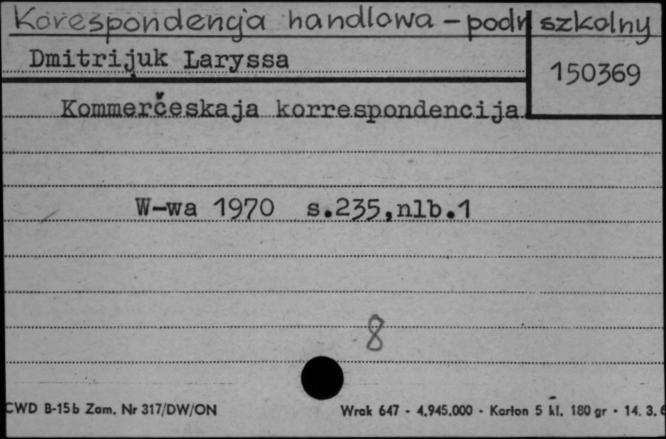 Korespondencja handlowa - podr szkolny
Dmitrijuk Laryssa
150369
Kommerčeskaja korrespondencija
W-wa 1970 s.235,nlb.1
8
CWD B-15b Zam. Nr 317/DW/ON
Wrak 647 - 4.945.000 - Karton 5 kl. 180 gr - 14. 3. 6